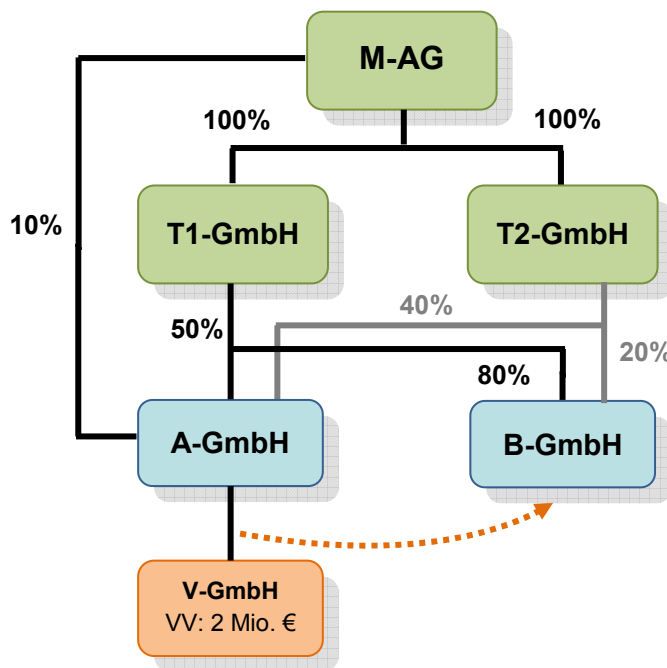 M-AG
100%
100%
10%
T1-GmbH
T2-GmbH
40%
50%
20%
80%
A-GmbH
B-GmbH
V-GmbH
VV: 2 Mio. €